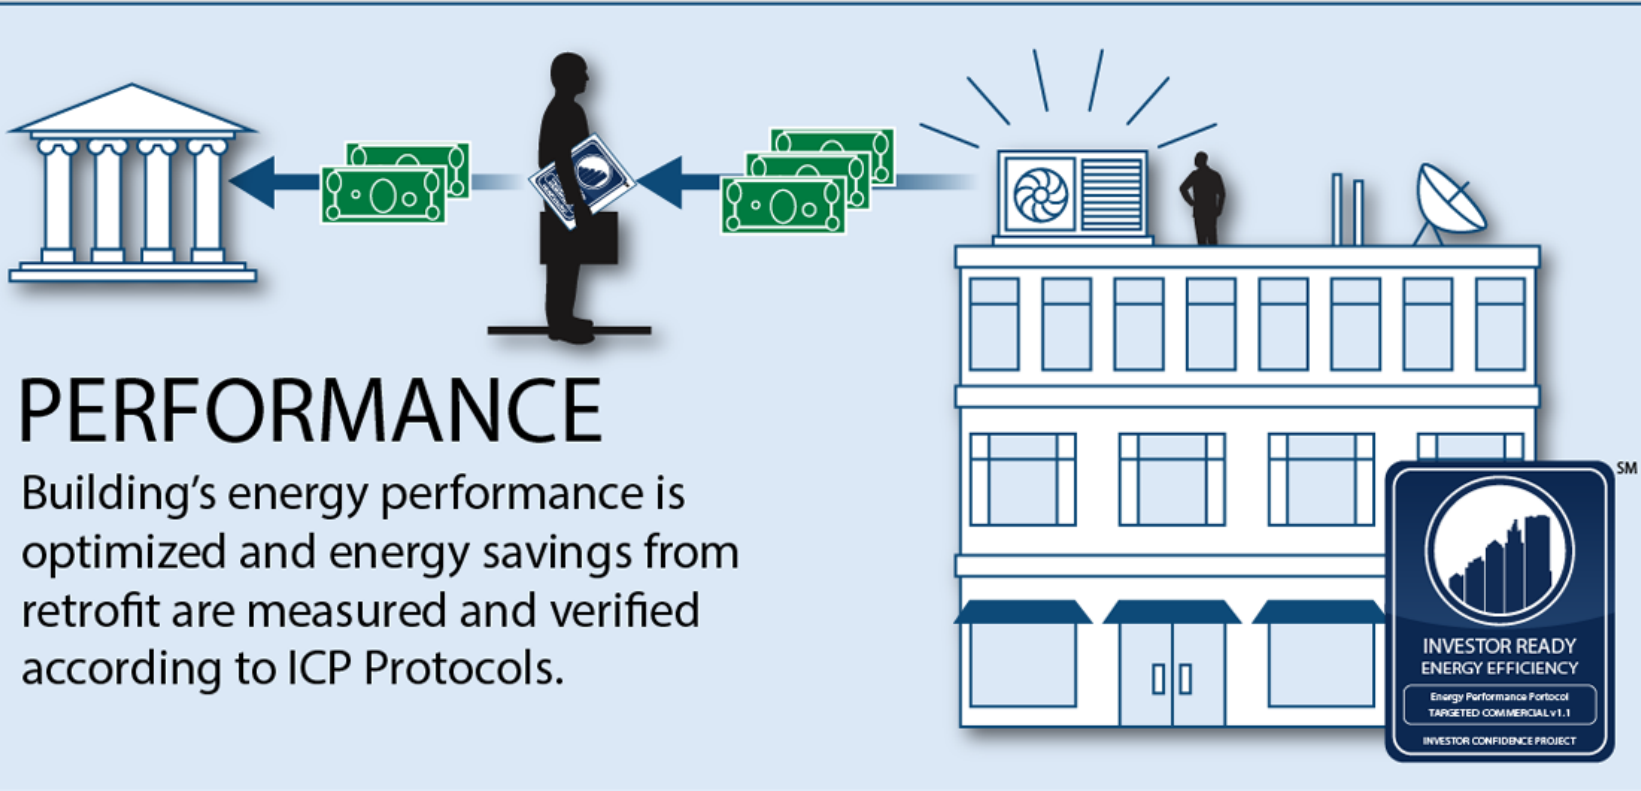 PERFORMANCE
Building's energy performance is
optimized and energy savings from
retrofit are measured and verified
according to ICP Protocols.
SM
INVESTOR READY
ENERGY EFFICIENCY
Energy Performance Portocol
TARGETED COMMERCIAL v1.1
INVESTOR CONFIDENCE PROJECT